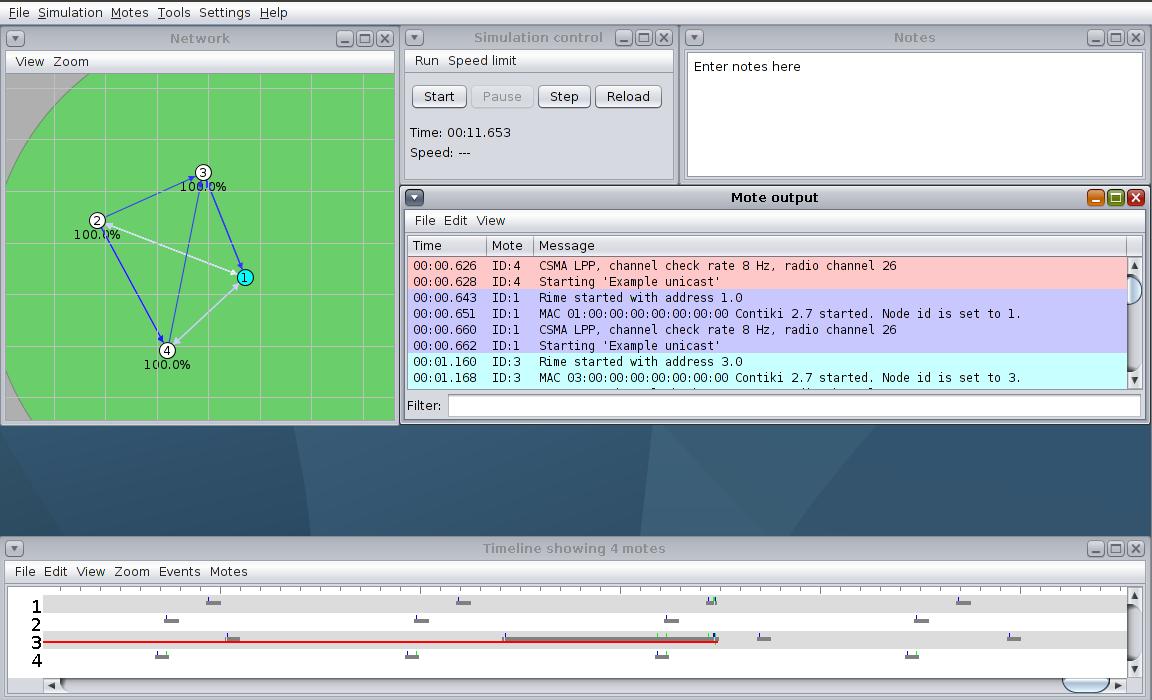 File Simulation Motes Tools Settings Help
Network
View Zoom
3
100.0%
2
100.0%
1
4
100.0%
Simulation control
Run Speed limit
Start Pause Step Reload
Time: 00:11.653
Speed: ---
Notes
Enter notes here
Mote output
File Edit View
Time Mote Message
00:00.626 ID:4 CSMA LPP, channel check rate 8 Hz, radio channel 26
00:00.628 ID:4 Starting 'Example unicast'
00:00.643 ID:1 Rime started with address 1.0
00:00.651 ID:1 MAC 01:00:00:00:00:00:00:00 Contiki 2.7 started. Node id is set to 1.
00:00.660 ID:1 CSMA LPP, channel check rate 8 Hz, radio channel 26
00:00.662 ID:1 Starting 'Example unicast'
00:01.160 ID:3 Rime started with address 3.0
00:01.168 ID:3 MAC 03:00:00:00:00:00:00:00 Contiki 2.7 started. Node id is set to 3.
Filter:
Timeline showing 4 motes
File Edit View Zoom Events Motes
1
2
3
4